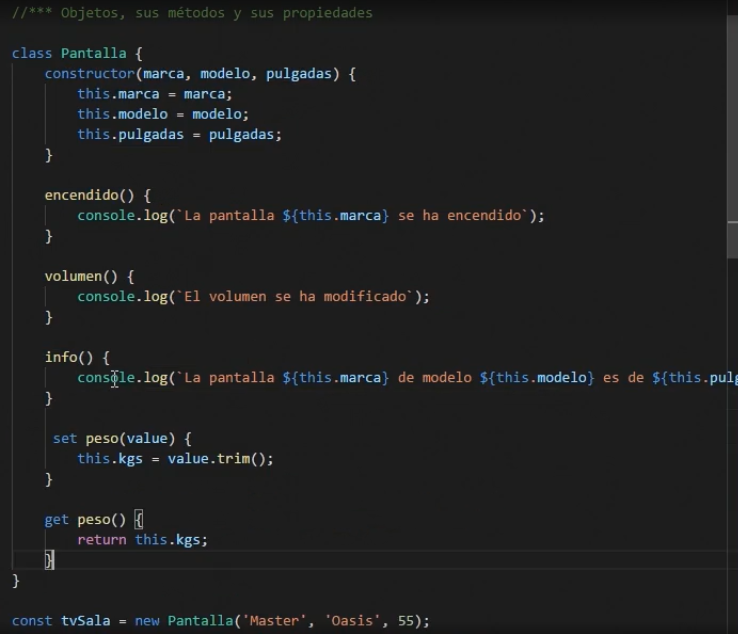 //*** Objetos, sus métodos y sus propiedades
class Pantalla {
constructor(marca, modelo, pulgadas) {
this.marca = marca;
this.modelo = modelo;
this.pulgadas = pulgadas;
}
encendido() {
console.log(`La pantalla ${this.marca} se ha encendido`);
}
volumen() {
console.log(`El volumen se ha modificado`);
}
info() {
console.log(`La pantalla ${this.marca} de modelo ${this.modelo} es de ${this.pulg
}
set peso(value) {
this.kgs = value.trim();
}
get peso() {
return this.kgs;
}
}
const tvSala = new Pantalla('Master', 'Oasis', 55);